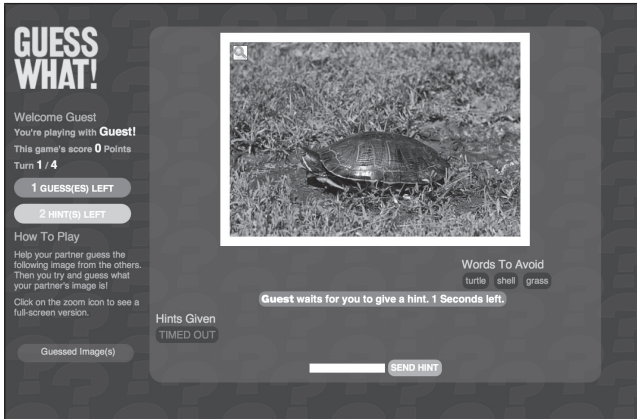 GUESS
WHAT!
Welcome Guest
You're playing with Guest!
This game's score 0 Points
Turn 1 / 4
1 GUESS(ES) LEFT
2 HINT(S) LEFT
How To Play
Help your partner guess the
following image from the others.
Then you try and guess what
your partner's image is!
Click on the zoom icon to see a
full-screen version.
Guessed Image(s)
Words To Avoid
turtle shell grass
Guest waits for you to give a hint. 1 Seconds left.
Hints Given
TIMED OUT
SEND HINT